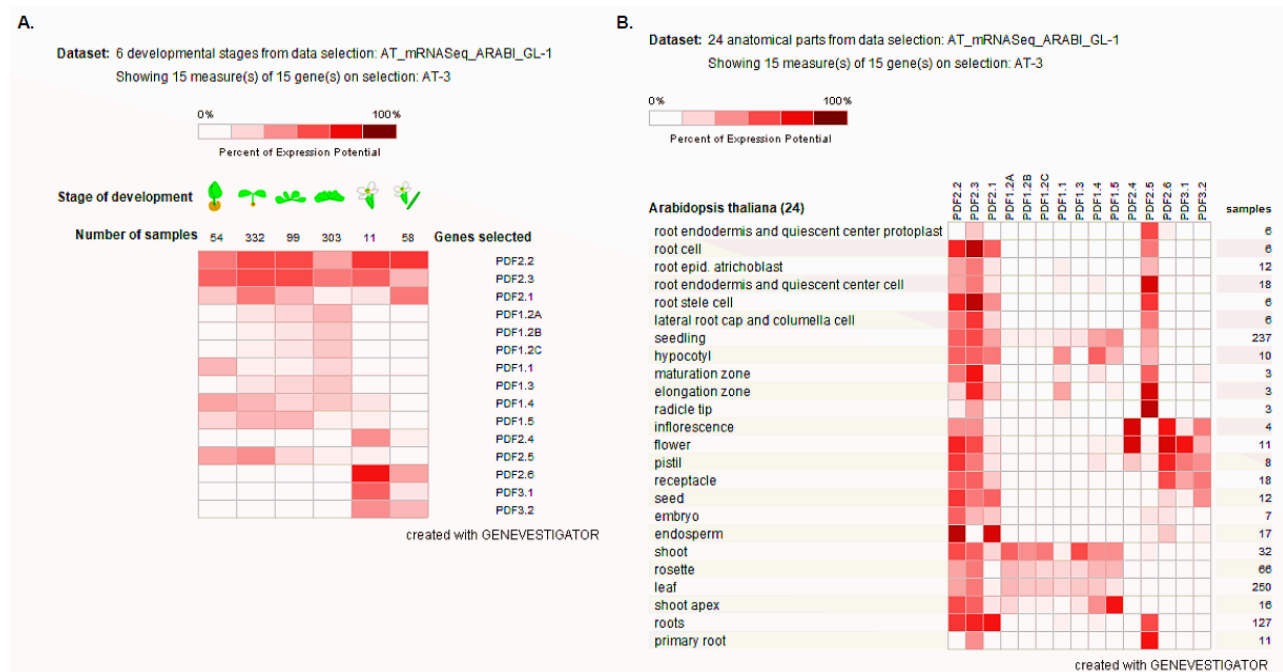 A.
Dataset: 6 developmental stages from data selection: AT_mRNASeq_ARABI_GL-1
Showing 15 measure(s) of 15 gene(s) on selection: AT-3
0% 100%
Percent of Expression Potential
Stage of development
Number of samples 54 332 99 303 11 58 Genes selected
PDF2.2
PDF2.3
PDF2.1
PDF1.2A
PDF1.2B
PDF1.2C
PDF1.1
PDF1.3
PDF1.4
PDF1.5
PDF2.4
PDF2.5
PDF2.6
PDF3.1
PDF3.2
created with GENEVESTIGATOR
B.
Dataset: 24 anatomical parts from data selection: AT_mRNASeq_ARABI_GL-1
Showing 15 measure(s) of 15 gene(s) on selection: AT-3
0% 100%
Percent of Expression Potential
PDF2.2 PDF2.3 PDF2.1 PDF1.2A PDF1.2B PDF1.2C PDF1.1 PDF1.3 PDF1.4 PDF1.5 PDF2.4 PDF2.5 PDF2.6 PDF3.1 PDF3.2
Arabidopsis thaliana (24) samples
root endermis and quiescent center protoplast 6
root cell 6
root epid. atrichoblast 12
root endermis and quiescent center cell 18
root stele cell 6
lateral root cap and columella cell 6
seedling 237
hypocotyl 10
maturation zone 3
elongation zone 3
radicle tip 3
inflorescence 4
flower 11
pistil 8
receptacle 18
seed 12
embryo 7
endosperm 17
shoot 32
rosette 66
leaf 250
shoot apex 16
roots 127
primary root 11
created with GENEVESTIGATOR